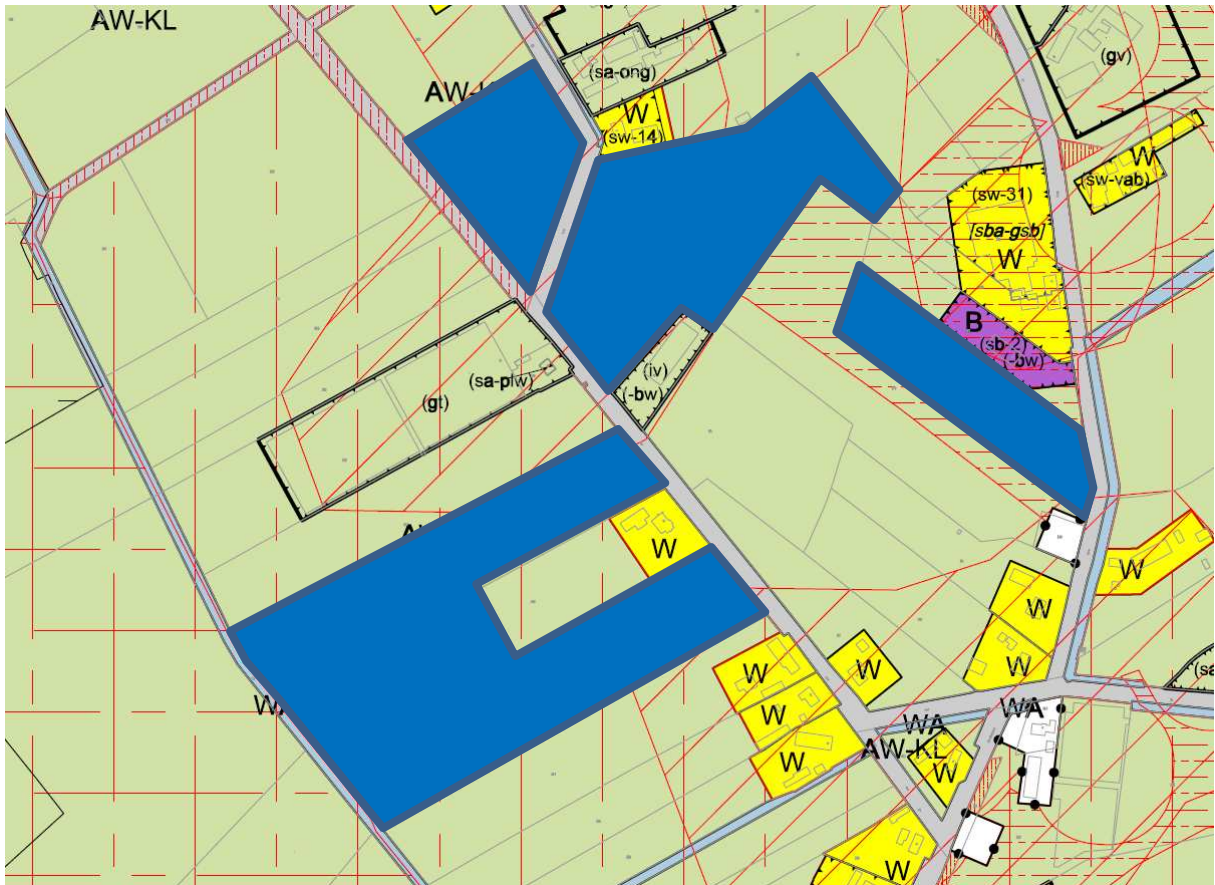 AW-KL
(sa-ong)
(gv)
W
(sw-14)
W
(sw-vab)
(sw-31)
[sba-gsb]
W
B
(sb-2)
(-bw)
(sa-plw)
(gt)
(iv)
(-bw)
W
W
W
W
W
W
W
W
WA
WA
AW-KL
W
W
W